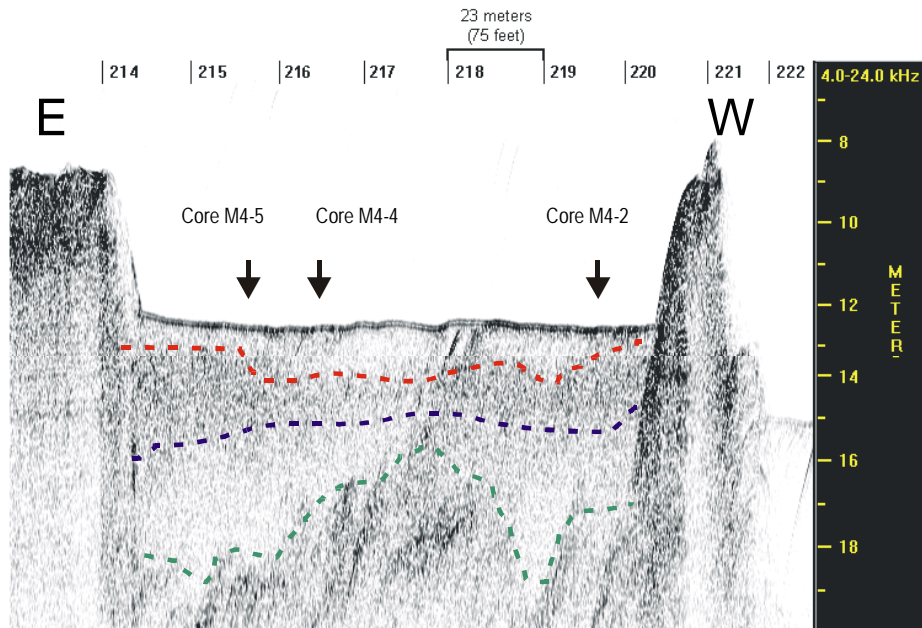 23 meters
(75 feet)
214 215 216 217 218 219 220 221 222
4.0-24.0 kHz
E
W
8
10
12
14
16
18
METER
Core M4-5
Core M4-4
Core M4-2